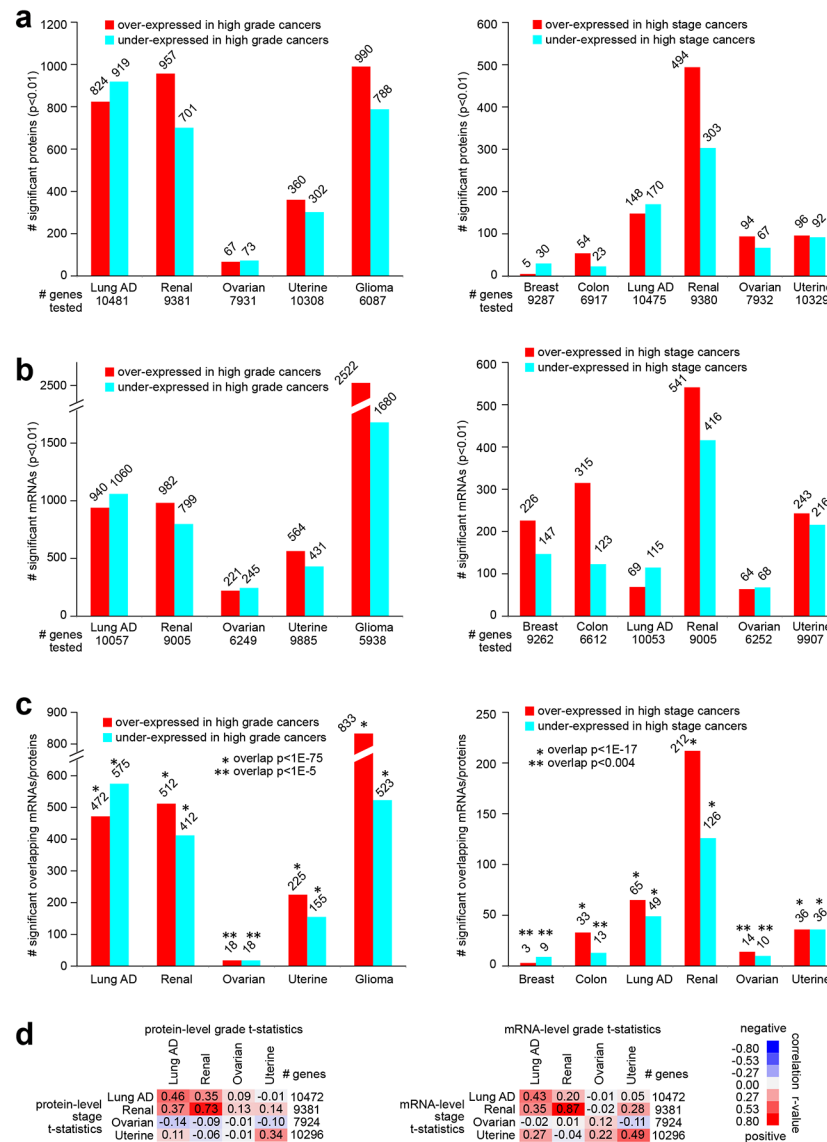 a
over-expressed in high grade cancers
under-expressed in high grade cancers
# significant proteins (p<0.01)
1200
1000
800
600
400
200
0
824 919 957 701 67 73 360 302 990 788
Lung AD Renal Ovarian Uterine Glioma
# genes tested
10481 9381 7931 10308 6087
over-expressed in high stage cancers
under-expressed in high stage cancers
# significant proteins (p<0.01)
600
500
400
300
200
100
0
5 30 54 23 148 170 494 303 94 67 96 92
Breast Colon Lung AD Renal Ovarian Uterine
# genes tested
9287 6917 10475 9380 7932 10329
b
over-expressed in high grade cancers
under-expressed in high grade cancers
# significant mRNAs (p<0.01)
2500
1500
1000
500
0
940 1060 982 799 221 245 564 431 2522 1680
Lung AD Renal Ovarian Uterine Glioma
# genes tested
10057 9005 6249 9885 5938
over-expressed in high stage cancers
under-expressed in high stage cancers
# significant mRNAs (p<0.01)
600
500
400
300
200
100
0
226 147 315 123 69 115 541 416 64 68 243 216
Breast Colon Lung AD Renal Ovarian Uterine
# genes tested
9262 6612 10053 9005 6252 9907
c
over-expressed in high grade cancers
under-expressed in high grade cancers
* overlap p<1E-75
** overlap p<1E-5
# significant overlapping mRNAs/proteins
900
800
600
500
400
300
200
100
0
* * * * ** ** * * * *
472 575 512 412 18 18 225 155 833 523
Lung AD Renal Ovarian Uterine Glioma
over-expressed in high stage cancers
under-expressed in high stage cancers
* overlap p<1E-17
** overlap p<0.004
# significant overlapping mRNAs/proteins
250
200
150
100
50
0
** ** * ** * * * * ** ** * *
3 9 33 13 65 49 212 126 14 10 36 36
Breast Colon Lung AD Renal Ovarian Uterine
d
protein-level grade t-statistics
Lung AD Renal Ovarian Uterine # genes
protein-level stage t-statistics
Lung AD 0.46 0.35 0.09 -0.01 10472
Renal 0.37 0.73 0.13 0.14 9381
Ovarian -0.14 -0.09 -0.01 -0.10 7924
Uterine 0.11 -0.06 -0.01 0.34 10296
mRNA-level grade t-statistics
Lung AD Renal Ovarian Uterine # genes
mRNA-level stage t-statistics
Lung AD 0.43 0.20 -0.01 0.05 10472
Renal 0.35 0.87 -0.02 0.28 9381
Ovarian -0.02 0.01 0.12 -0.11 7924
Uterine 0.27 -0.04 0.22 0.49 10296
negative
-0.80
-0.53
-0.27
0.00
0.27
0.53
0.80
positive
correlation r-value